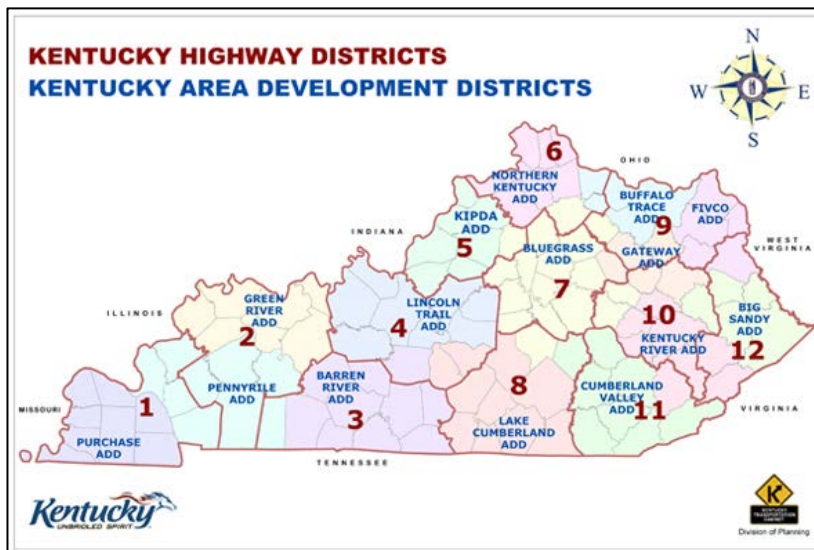 KENTUCKY HIGHWAY DISTRICTS
KENTUCKY AREA DEVELOPMENT DISTRICTS
N
W
E
S
6
OHIO
NORTHERN
KENTUCKY
ADD
BUFFALO
TRACE
ADD
9
FIVCO
ADD
KIPDA
ADD
5
INDIANA
BLUEGRASS
ADD
7
GATEWAY
ADD
WEST
VIRGINIA
ILLINOIS
GREEN
RIVER
ADD
2
LINCOLN
TRAIL
ADD
4
10
KENTUCKY
RIVER ADD
BIG
SANDY
ADD
12
PENNYRILE
ADD
BARREN
RIVER
ADD
3
8
LAKE
CUMBERLAND
ADD
CUMBERLAND
VALLEY
ADD
11
VIRGINIA
MISSOURI
1
PURCHASE
ADD
TENNESSEE
Kentucky
UNBRIDLED SPIRIT
KENTUCKY
TRANSPORTATION
CABINET
Division of Planning